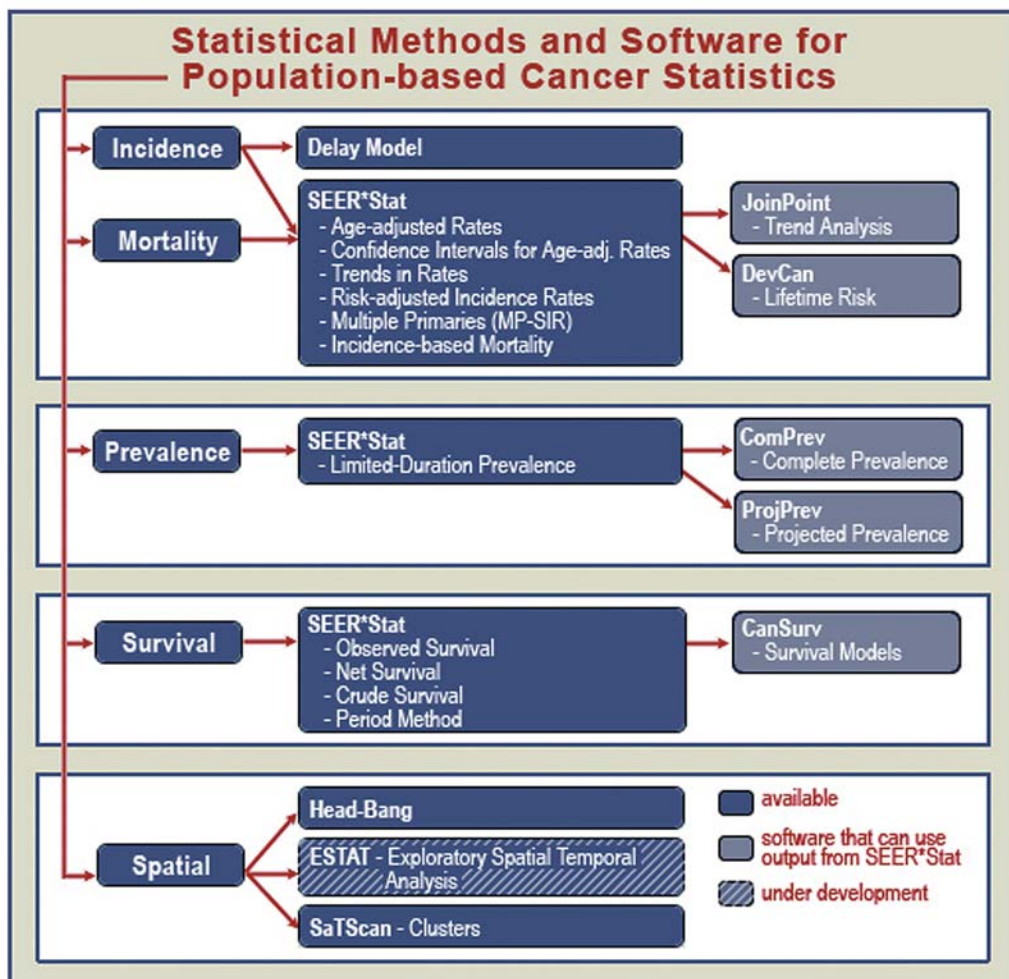 Statistical Methods and Software for
Population-based Cancer Statistics
Incidence
Delay Model
Mortality
SEER*Stat
- Age-adjusted Rates
- Confidence Intervals for Age-adj. Rates
- Trends in Rates
- Risk-adjusted Incidence Rates
- Multiple Primaries (MP-SIR)
- Incidence-based Mortality
JoinPoint
- Trend Analysis
DevCan
- Lifetime Risk
Prevalence
SEER*Stat
- Limited-Duration Prevalence
ComPrev
- Complete Prevalence
ProjPrev
- Projected Prevalence
Survival
SEER*Stat
- Observed Survival
- Net Survival
- Crude Survival
- Period Method
CanSurv
- Survival Models
Spatial
Head-Bang
ESTAT - Exploratory Spatial Temporal
Analysis
SaTScan - Clusters
available
software that can use
output from SEER*Stat
under development